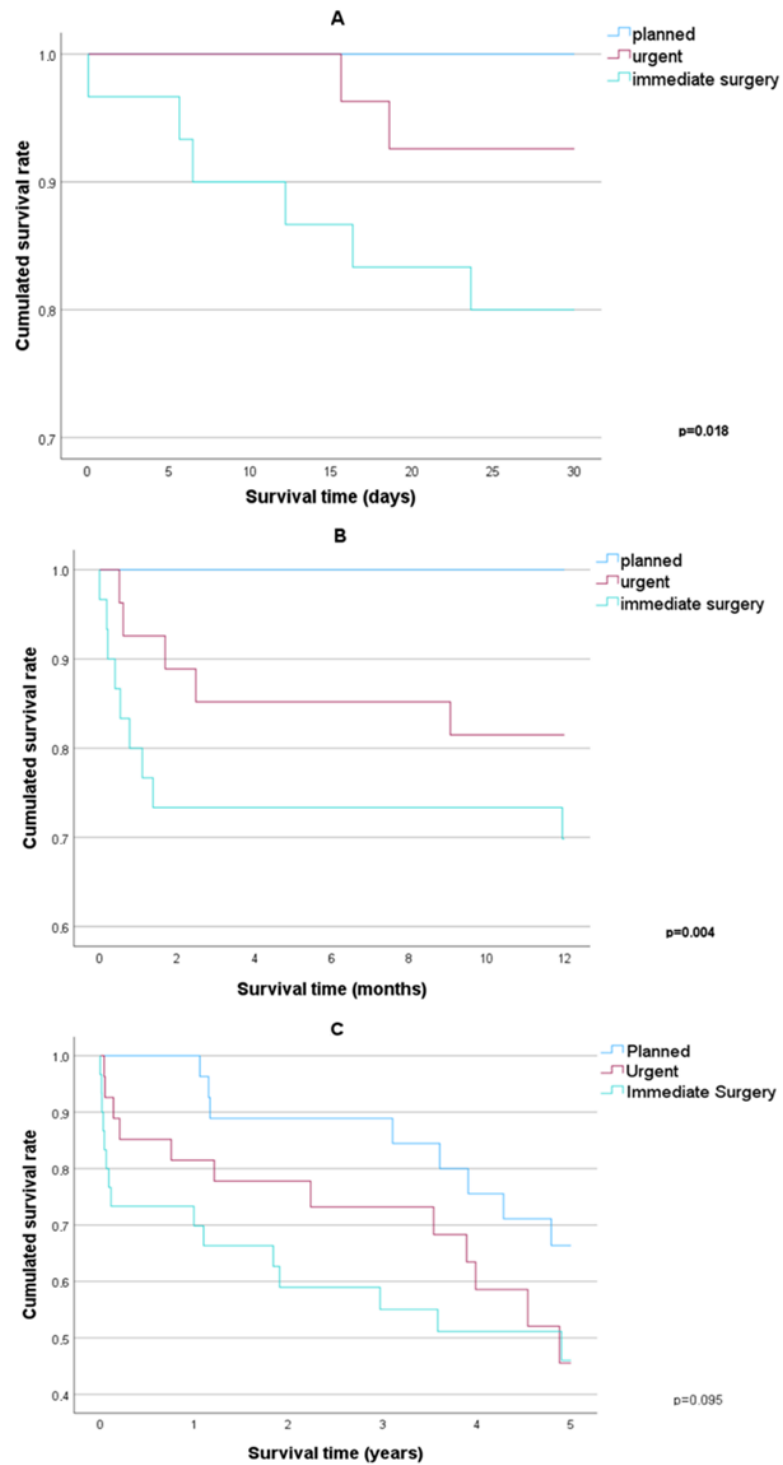 A
planned
urgent
immediate surgery
1.0
0.9
0.8
0.7
Cumulated survival rate
0 5 10 15 20 25 30
Survival time (days)
p=0.018
B
planned
urgent
immediate surgery
1.0
0.9
0.8
0.7
0.6
Cumulated survival rate
0 2 4 6 8 10 12
Survival time (months)
p=0.004
C
Planned
Urgent
Immediate Surgery
1.0
0.9
0.8
0.7
0.6
0.5
0.4
Cumulated survival rate
0 1 2 3 4 5
Survival time (years)
p=0.095